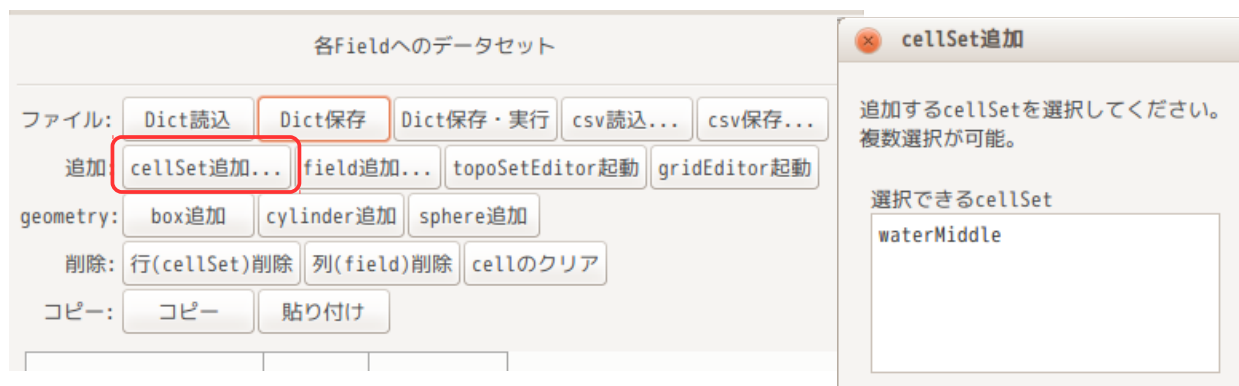 各Fieldへのデータセット
ファイル: Dict読込 Dict保存 Dict保存・実行 csv読込... csv保存...
追加: cellSet追加... field追加... topoSetEditor起動 gridEditor起動
geometry: box追加 cylinder追加 sphere追加
削除: 行(cellSet)削除 列(field)削除 cellのクリア
コピー: コピー 貼り付け
cellSet追加
追加するcellSetを選択してください。
複数選択が可能。
選択できるcellSet
waterMiddle